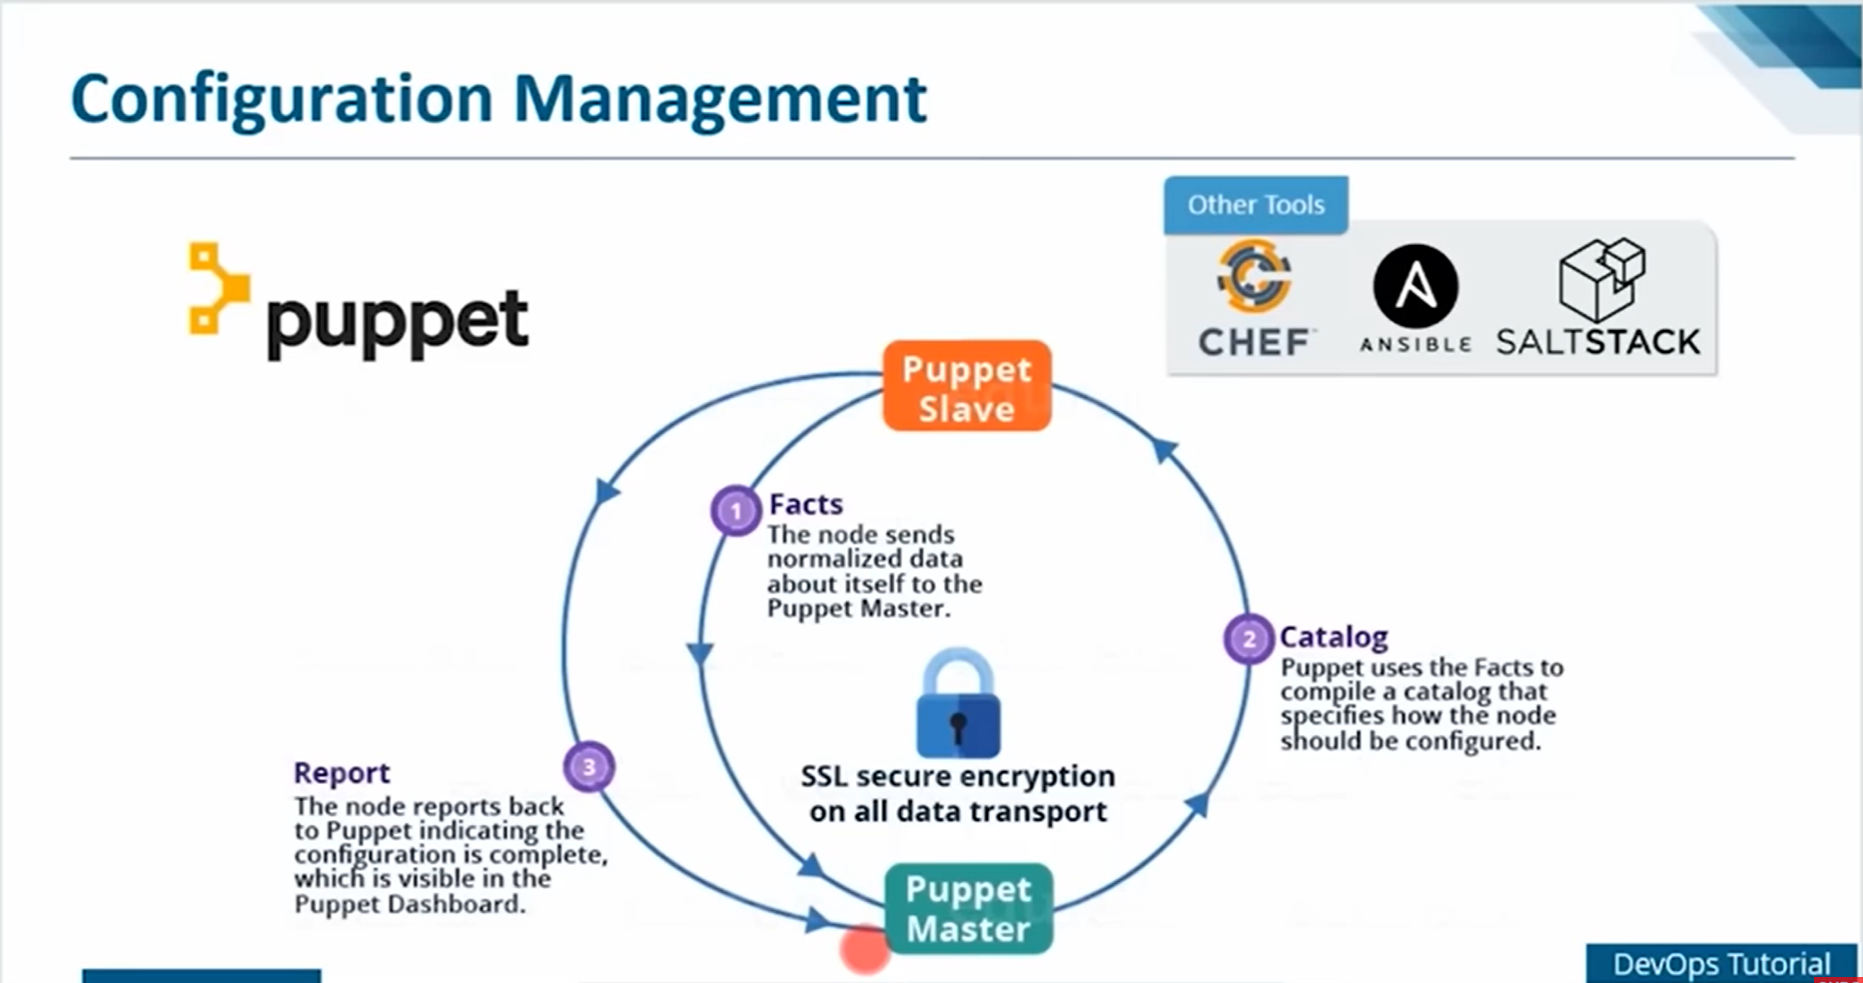 Configuration Management
Other Tools
puppet
CHEF
ANSIBLE
SALTSTACK
Puppet
Slave
1
Facts
The node sends
normalized data
about itself to the
Puppet Master.
2
Catalog
Puppet uses the Facts to
compile a catalog that
specifies how the node
should be configured.
SSL secure encryption
on all data transport
3
Report
The node reports back
to Puppet indicating the
configuration is complete,
which is visible in the
Puppet Dashboard.
Puppet
Master
DevOps Tutorial